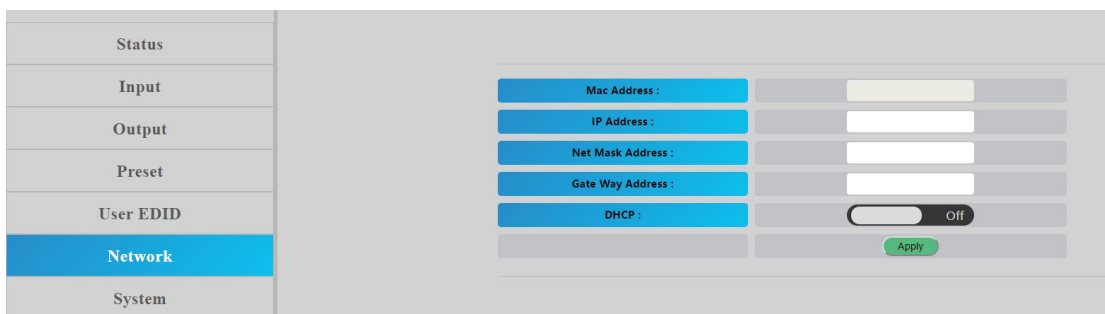 Status
Input
Output
Preset
User EDID
Network
System
Mac Address :
IP Address :
Net Mask Address :
Gate Way Address :
DHCP :
Off
Apply